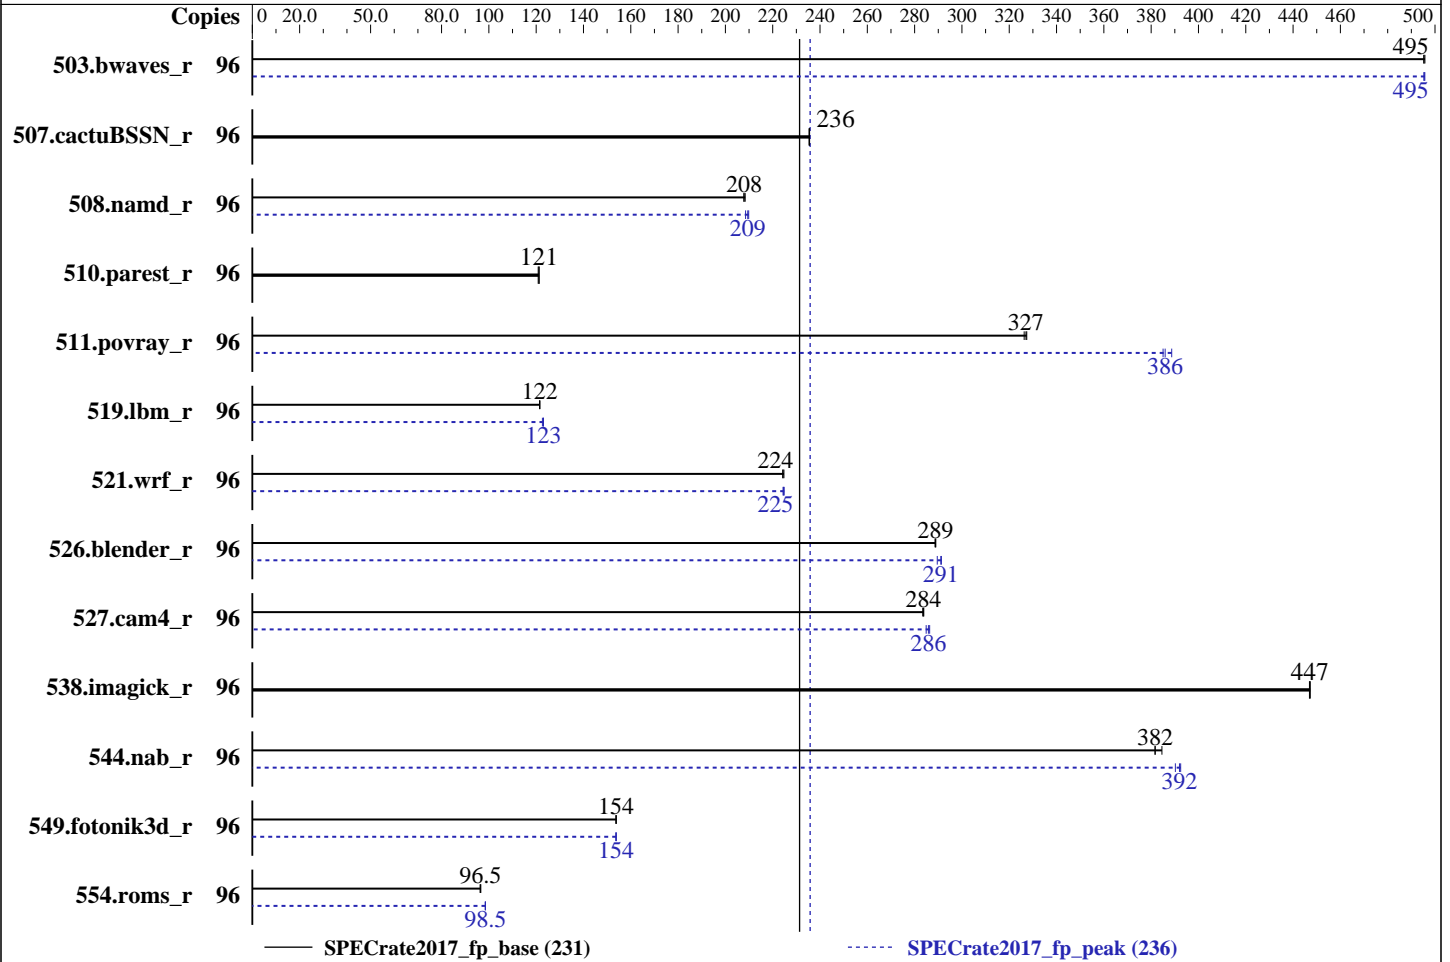 Copies 0 20.0 50.0 80.0 100 120 140 160 180 200 220 240 260 280 300 320 340 360 380 400 420 440 460 500
495
503.bwaves_r 96
495
236
507.cactuBSSN_r 96
208
508.namd_r 96
209
121
510.parest_r 96
327
511.povray_r 96
386
122
519.lbm_r 96
123
224
521.wrf_r 96
225
289
526.blender_r 96
291
284
527.cam4_r 96
286
447
538.imagick_r 96
382
544.nab_r 96
392
154
549.fotonik3d_r 96
154
96.5
554.roms_r 96
98.5
SPECrate2017_fp_base (231) SPECrate2017_fp_peak (236)